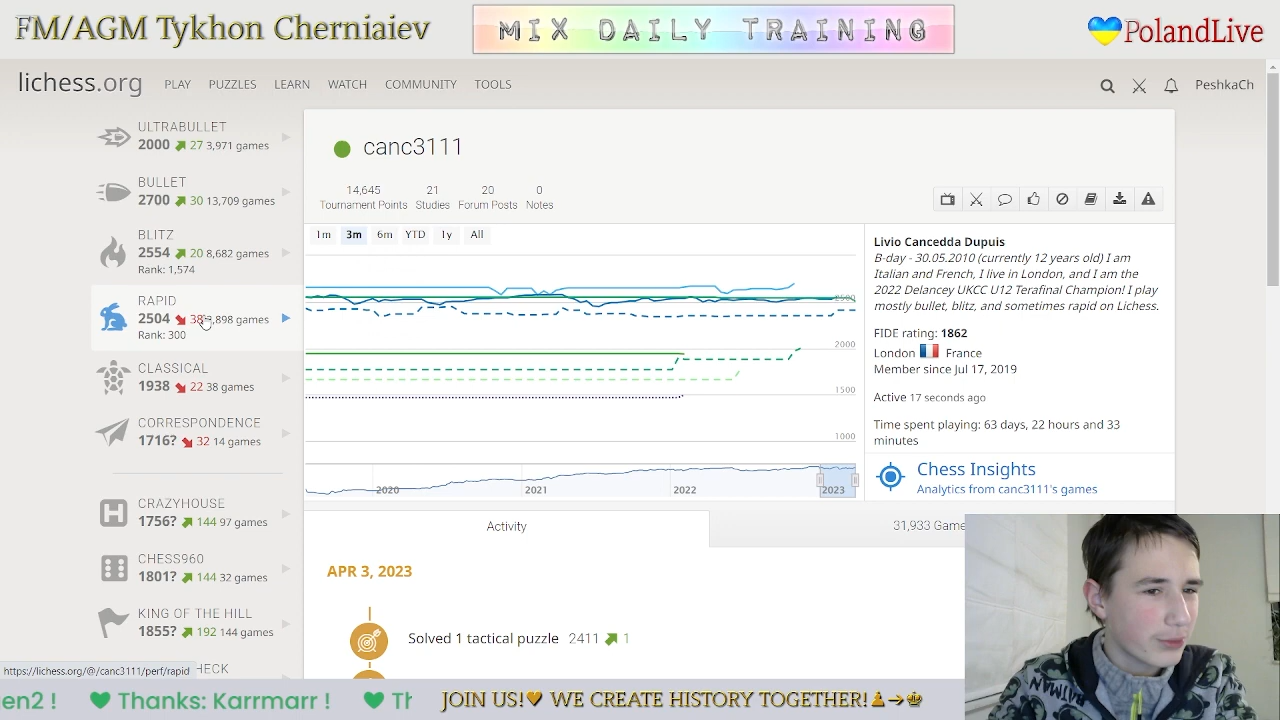 FM/AGM Tykhon Cherniaiev
MIX DAILY TRAINING
PolandLive
lichess.org PLAY PUZZLES LEARN WATCH COMMUNITY TOOLS PeshkaCh
ULTRABULLET
2000 27 3,971 games
BULLET
2700 30 13,709 games
BLITZ
2554 20 8,682 games
Rank: 1,574
RAPID
2504 38 898 games
Rank: 300
CLASSICAL
1938 22 38 games
CORRESPONDENCE
1716? 32 14 games
CRAZYHOUSE
1756? 144 97 games
CHESS960
1801? 144 32 games
KING OF THE HILL
1855? 192 144 games
HECK
https://lichess.org/@/canc3111/perf/rapid
canc3111
14,645 21 20 0
Tournament Points Studies Forum Posts Notes
1m 3m 6m YTD 1y All
2500
2000
1500
1000
2020 2021 2022 2023
Livio Cancedda Dupuis
B-day - 30.05.2010 (currently 12 years old) I am
Italian and French, I live in London, and I am the
2022 Delancey UKCC U12 Terafinal Champion! I play
mostly bullet, blitz, and sometimes rapid on Lichess.
FIDE rating: 1862
London France
Member since Jul 17, 2019
Active 17 seconds ago
Time spent playing: 63 days, 22 hours and 33
minutes
Chess Insights
Analytics from canc3111's games
Activity
31,933 Game
APR 3, 2023
Solved 1 tactical puzzle 2411 1
en2 ! ♥ Thanks: Karrmarr ! ♥ Th
JOIN US!♥ WE CREATE HISTORY TOGETHER!♟→♚